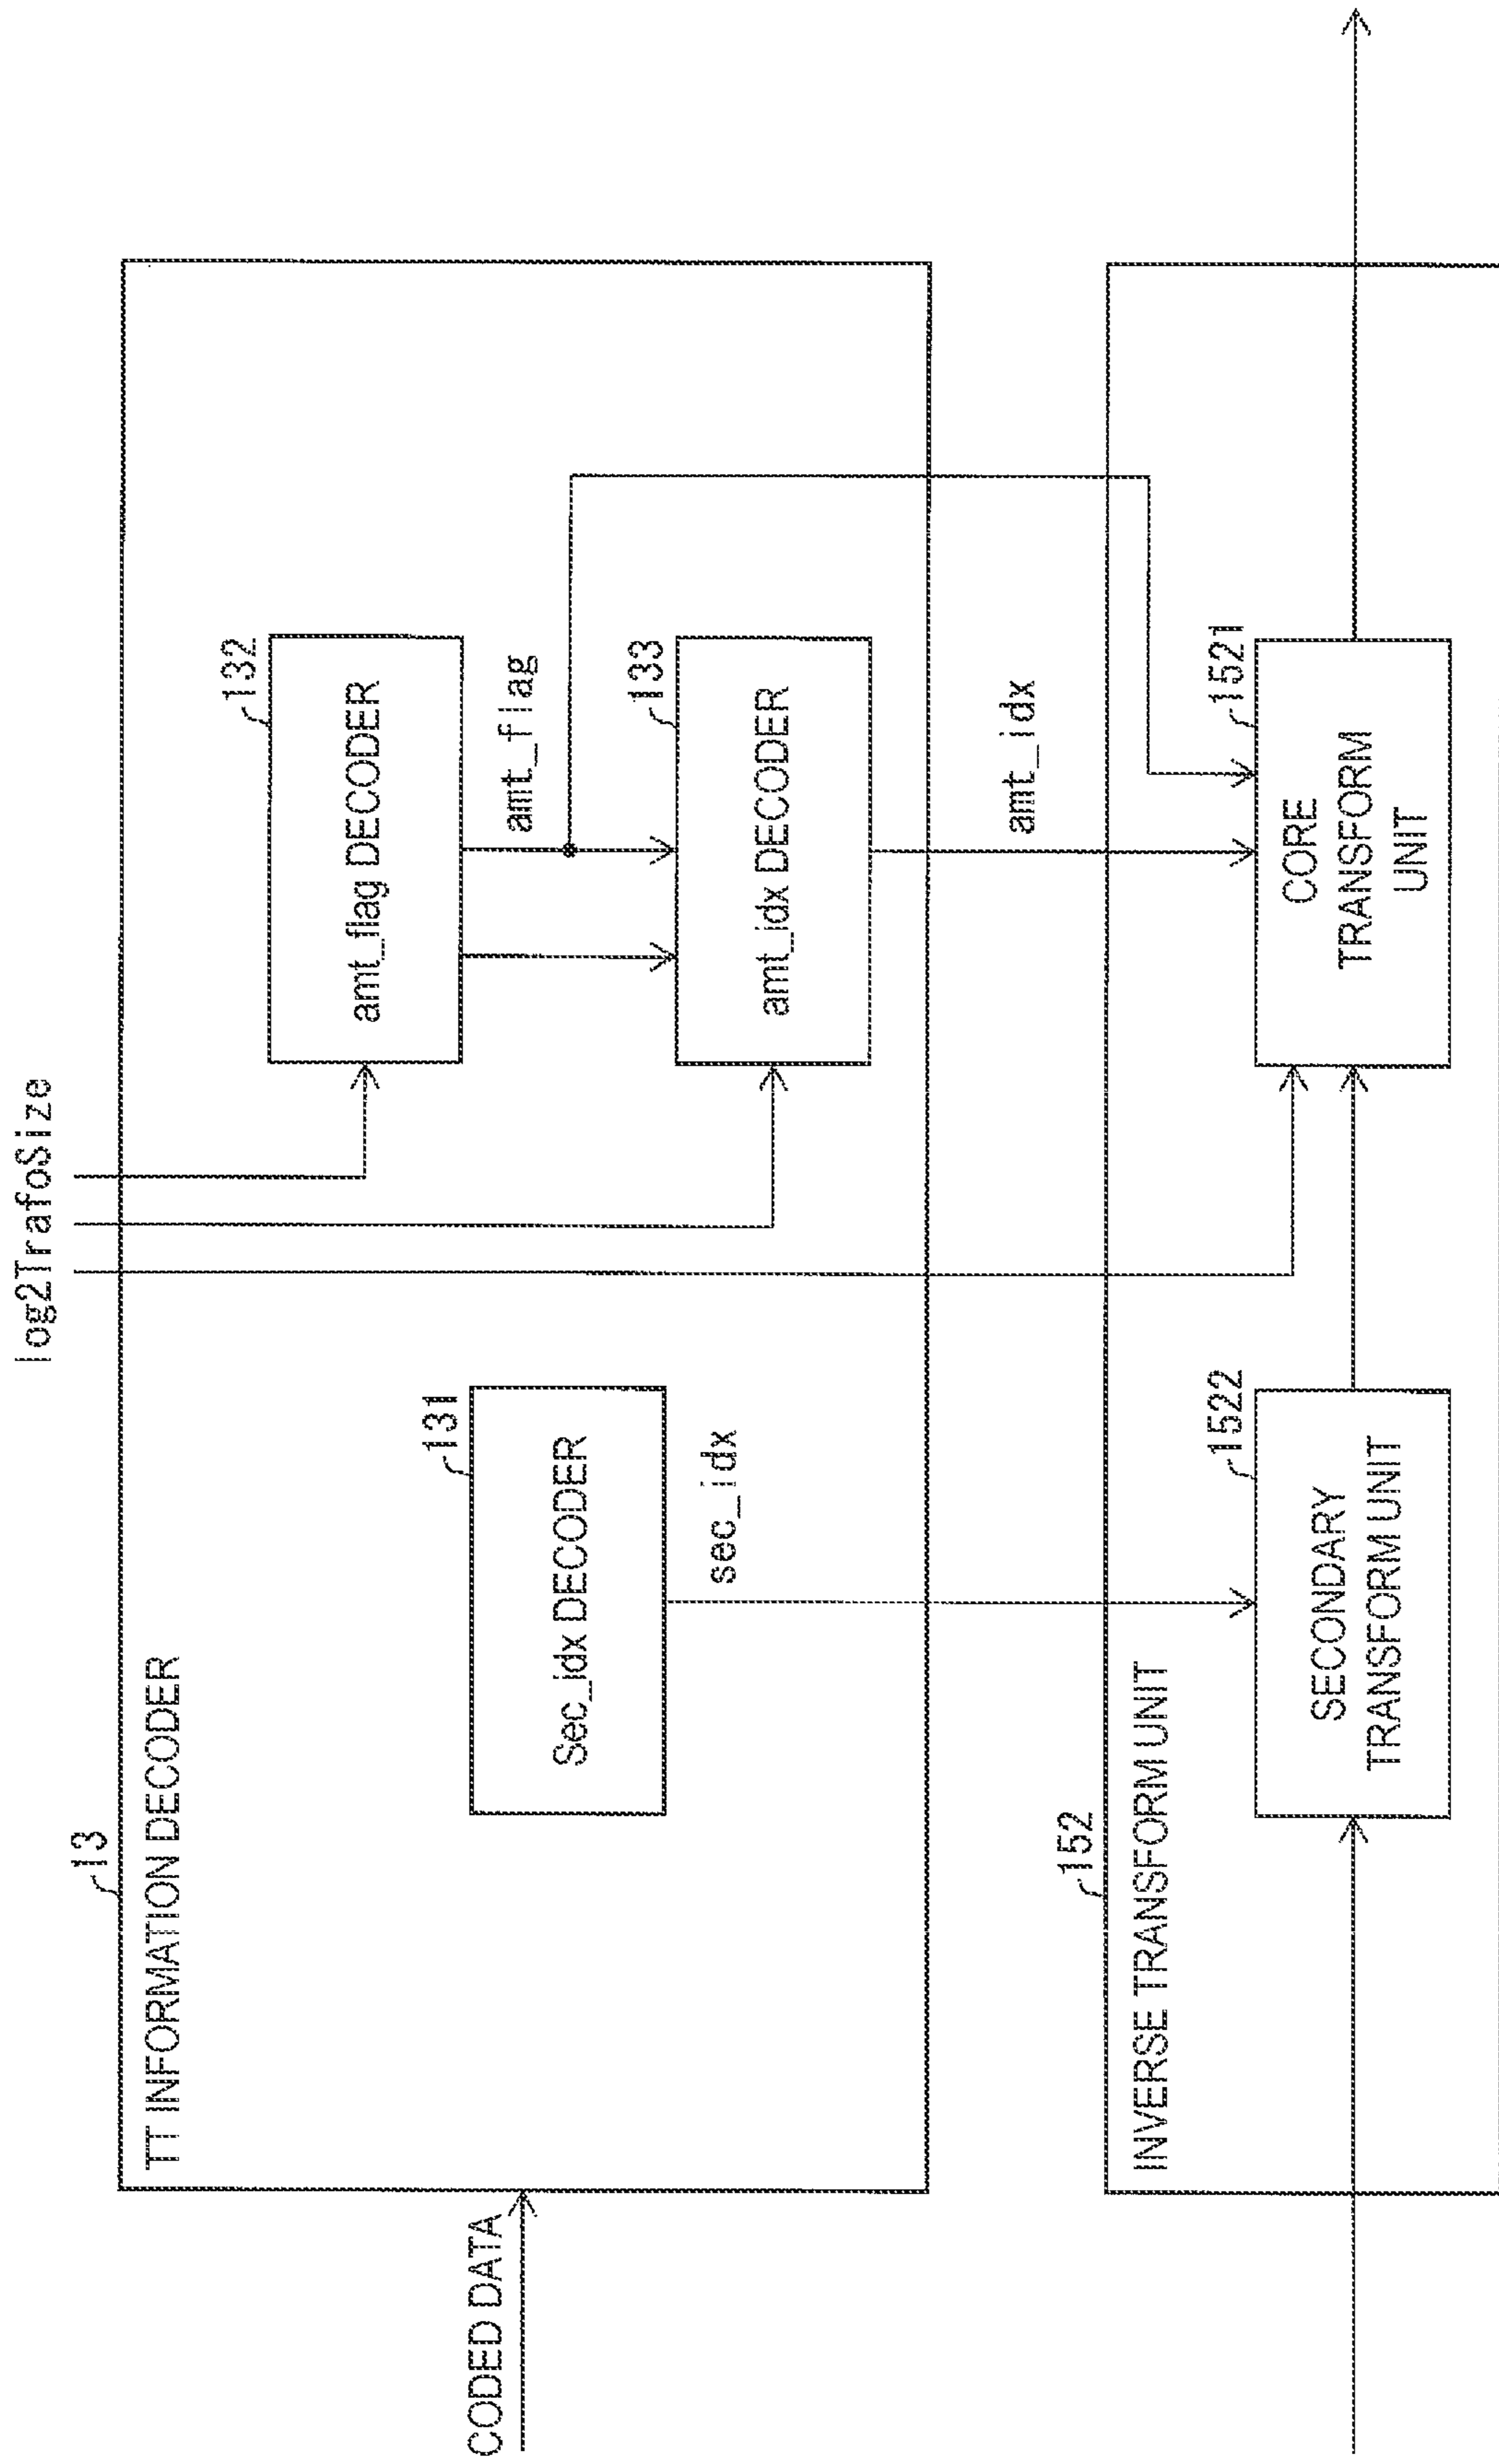 log2TrafoSize
13
TT INFORMATION DECODER
CODED DATA
131
Sec_idx DECODER
sec_idx
132
amt_flag DECODER
amt_flag
133
amt_idx DECODER
amt_idx
152
INVERSE TRANSFORM UNIT
1522
SECONDARY
TRANSFORM UNIT
1521
CORE
TRANSFORM
UNIT